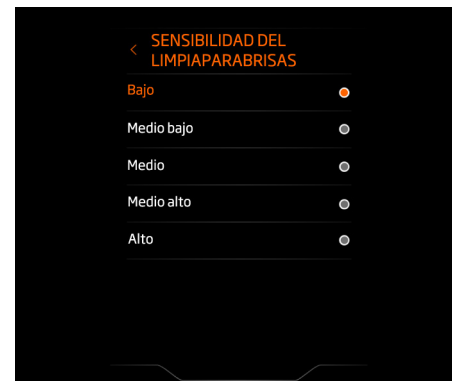 SENSIBILIDAD DEL
LIMPIAPARABRISAS
Bajo
Medio bajo
Medio
Medio alto
Alto